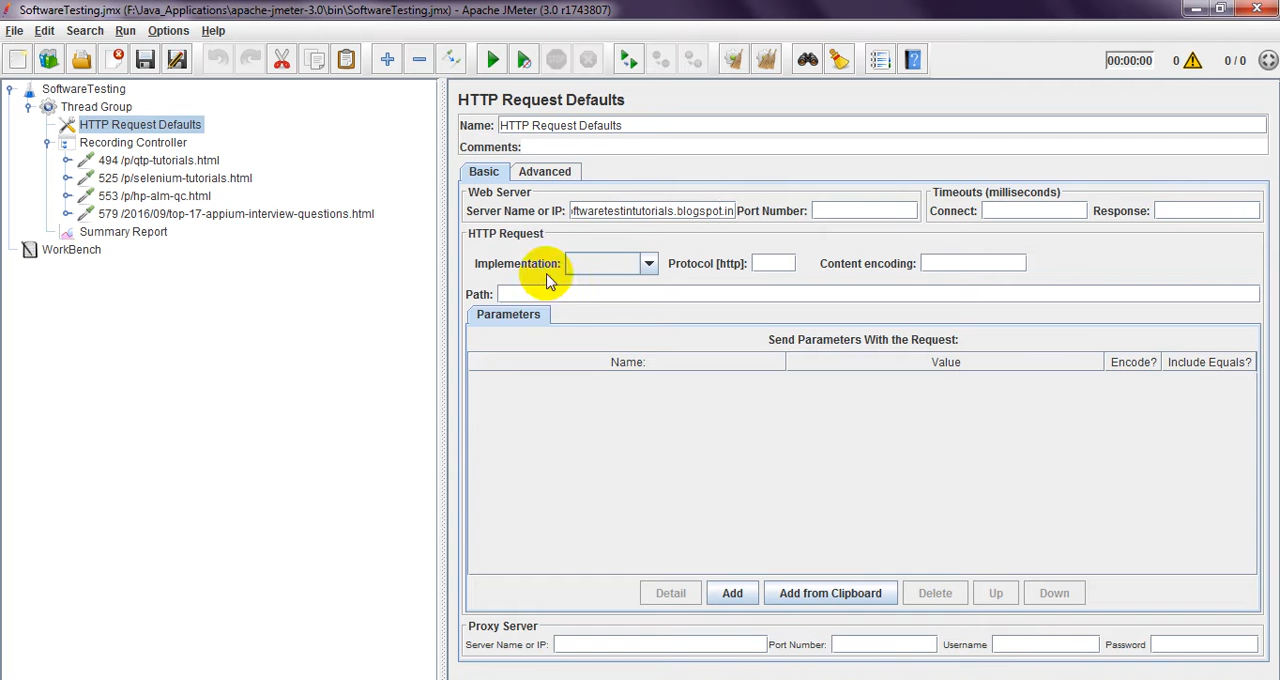 SoftwareTesting.jmx (F:\Java_Applications\apache-jmeter-3.0\bin\SoftwareTesting.jmx) - Apache JMeter (3.0 r1743807)
File Edit Search Run Options Help
00:00:00 0 0 / 0
SoftwareTesting
Thread Group
HTTP Request Defaults
Recording Controller
494 /p/qtp-tutorials.html
525 /p/selenium-tutorials.html
553 /p/hp-alm-qc.html
579 /2016/09/top-17-appium-interview-questions.html
Summary Report
WorkBench
HTTP Request Defaults
Name: HTTP Request Defaults
Comments:
Basic Advanced
Web Server Timeouts (milliseconds)
Server Name or IP: oftwaretestintutorials.blogspot.in Port Number: Connect: Response:
HTTP Request
Implementation: Protocol [http]: Content encoding:
Path:
Parameters
Send Parameters With the Request:
Name: Value Encode? Include Equals?
Detail Add Add from Clipboard Delete Up Down
Proxy Server
Server Name or IP: Port Number: Username Password